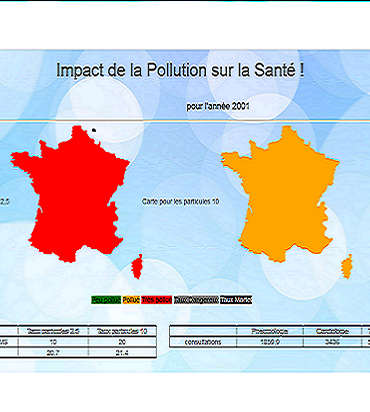 Impact de la Pollution sur la Santé !
pour l'année 2001
2,5
Carte pour les particules 10
Peu pollué Pollué Très pollué Taux Dangereux Taux Mortel
Taux particules 2.5 Taux particules 10
10 20
20.7 21.4
Pneumologie Cardiologie
consultations 1859.9 3436